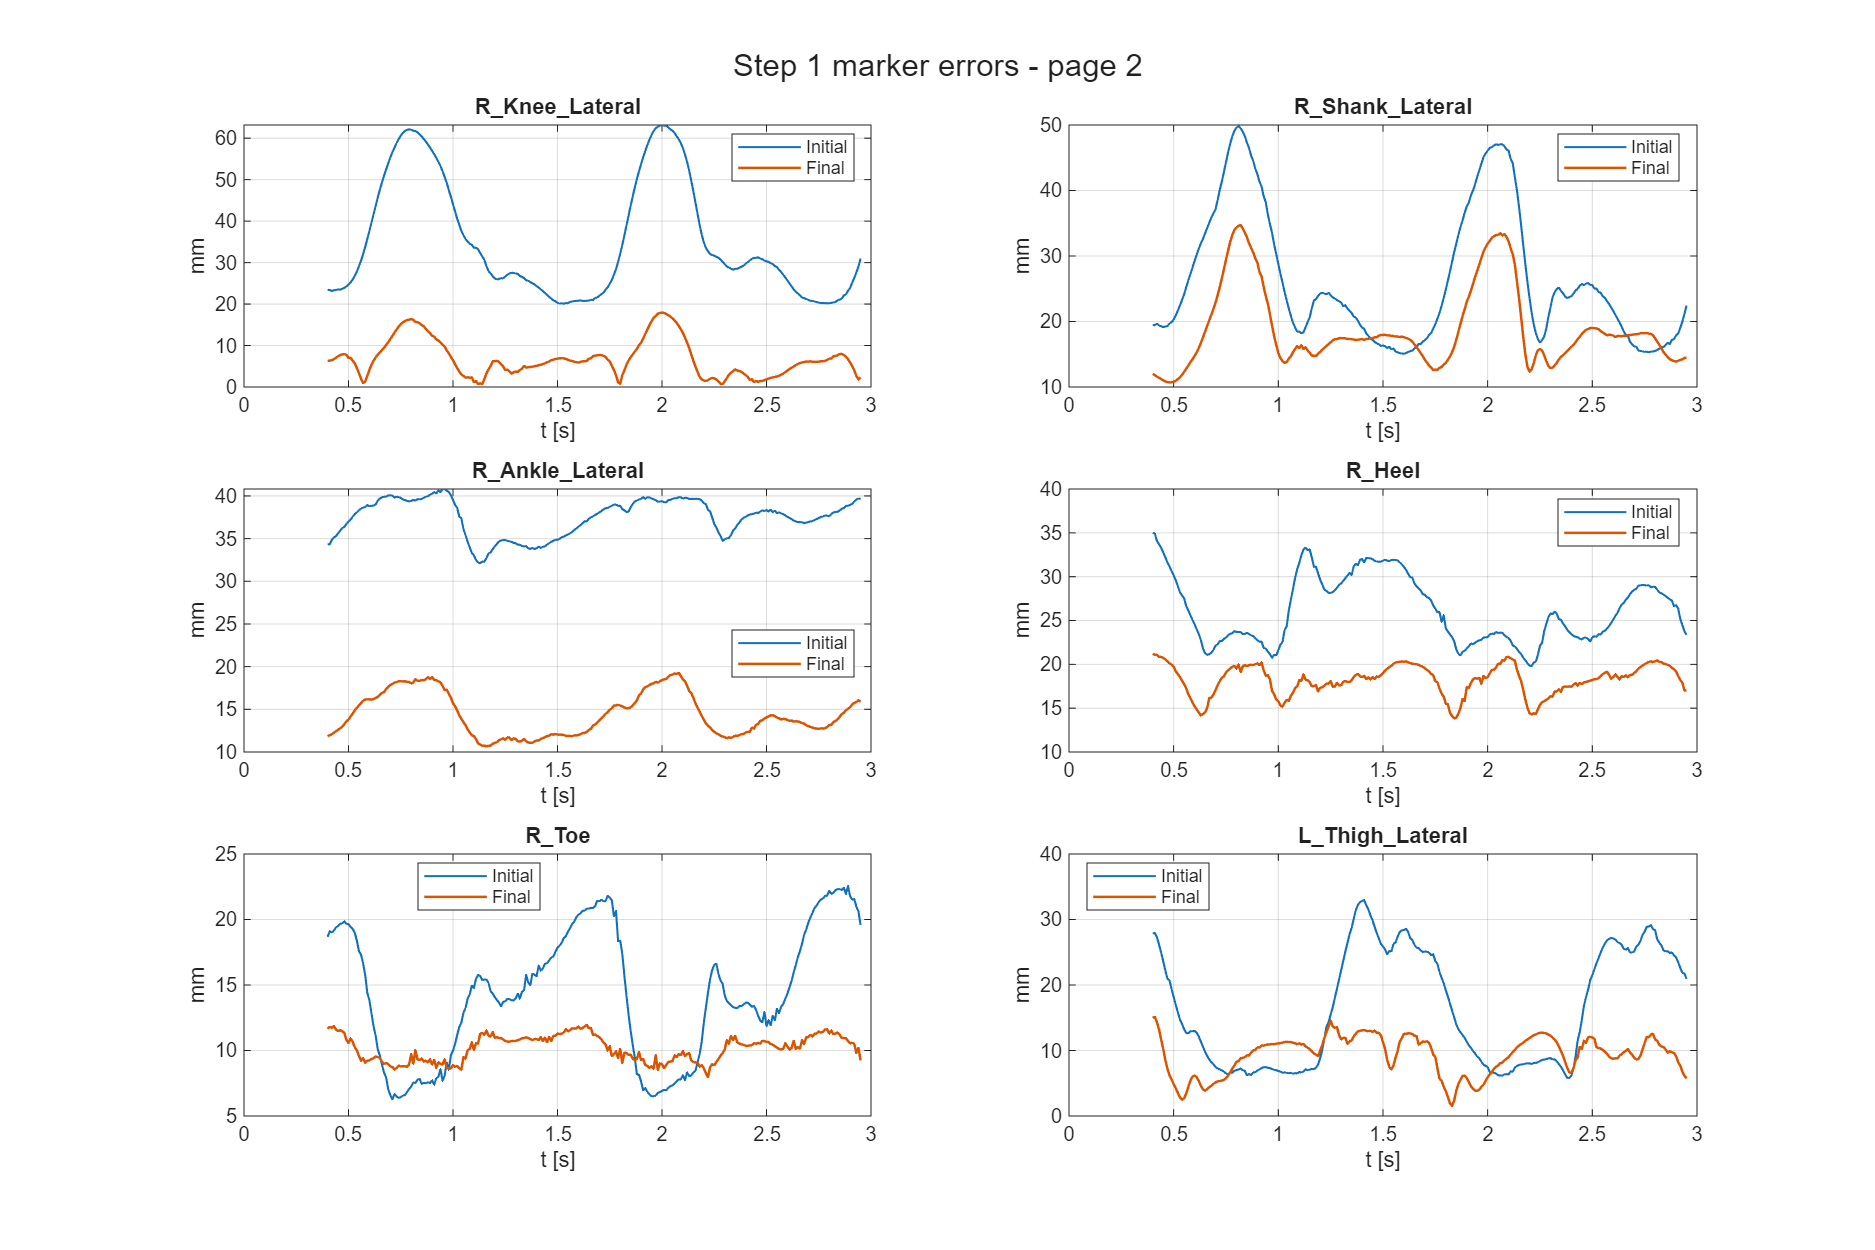 Step 1 marker errors - page 2
R_Knee_Lateral
Initial
Final
mm
60
50
40
30
20
10
0
0 0.5 1 1.5 2 2.5 3
t [s]
R_Shank_Lateral
Initial
Final
mm
50
40
30
20
10
0 0.5 1 1.5 2 2.5 3
t [s]
R_Ankle_Lateral
Initial
Final
mm
40
35
30
25
20
15
10
0 0.5 1 1.5 2 2.5 3
t [s]
R_Heel
Initial
Final
mm
40
35
30
25
20
15
10
0 0.5 1 1.5 2 2.5 3
t [s]
R_Toe
Initial
Final
mm
25
20
15
10
5
0 0.5 1 1.5 2 2.5 3
t [s]
L_Thigh_Lateral
Initial
Final
mm
40
30
20
10
0
0 0.5 1 1.5 2 2.5 3
t [s]